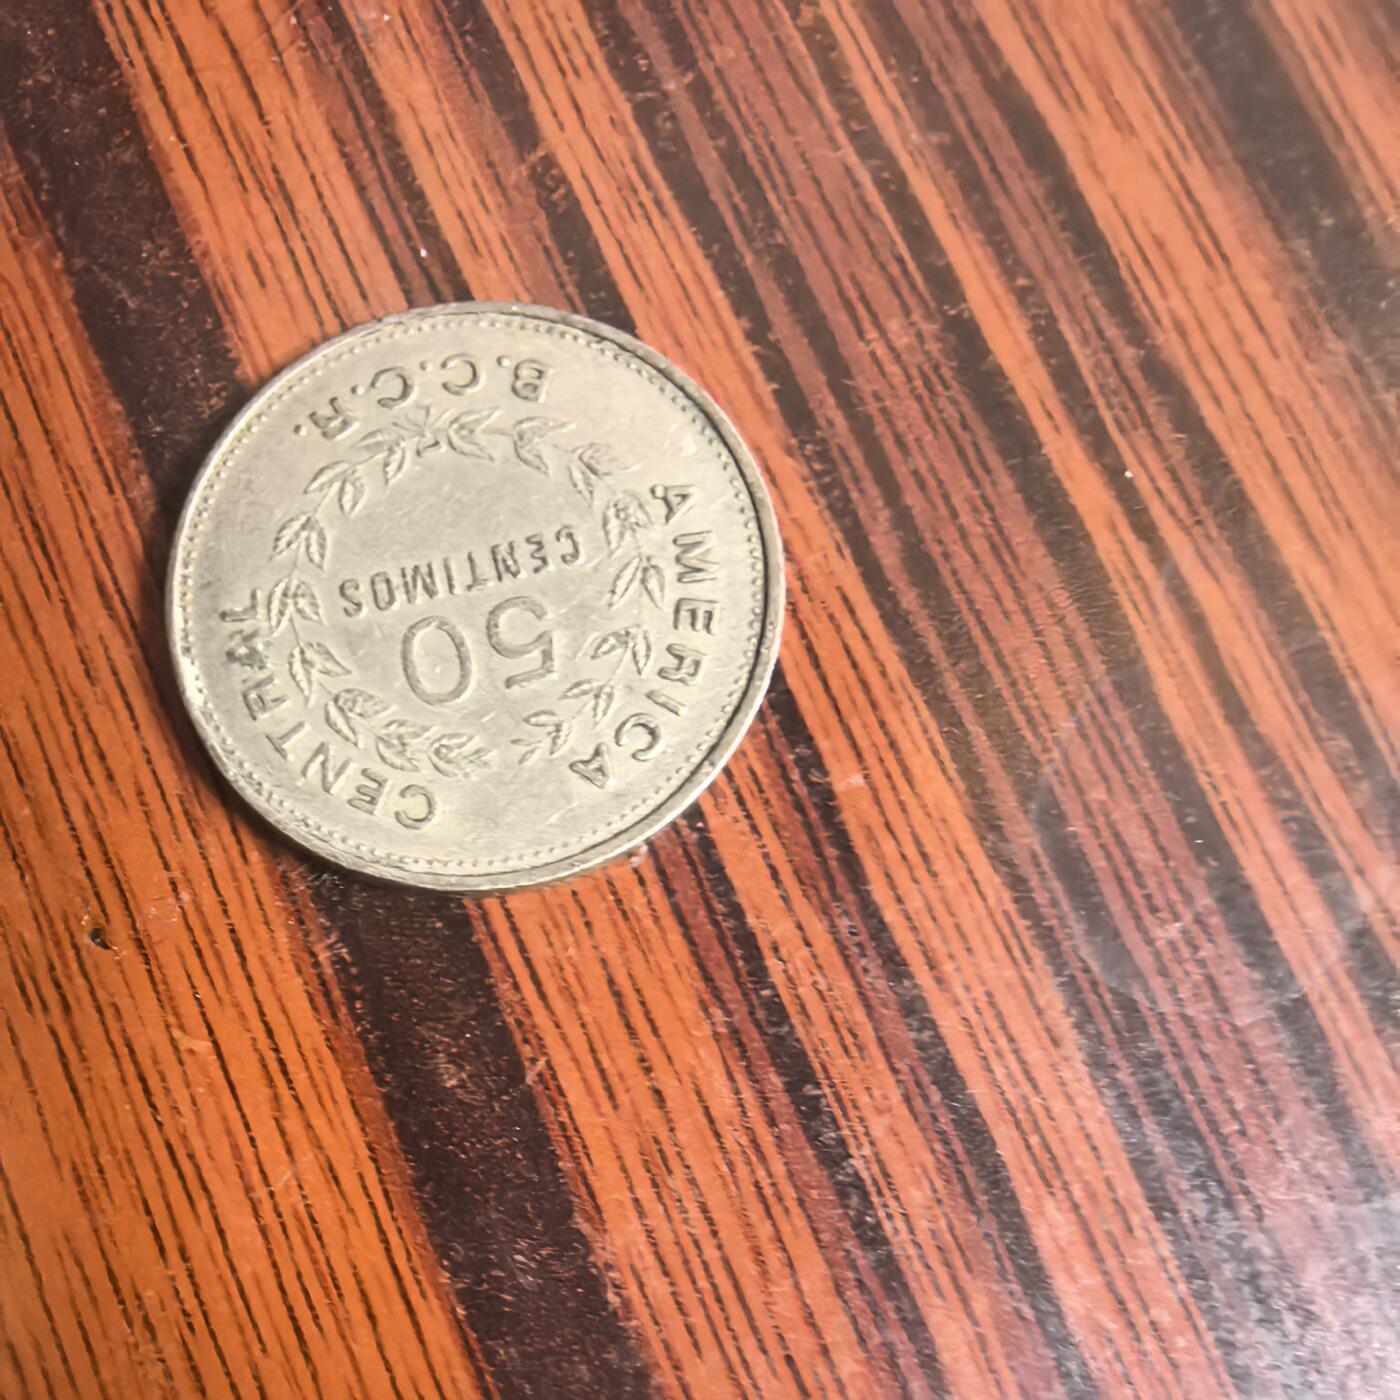 AMERICA CENTRAL
50
CENTIMOS
B.C.C.R.